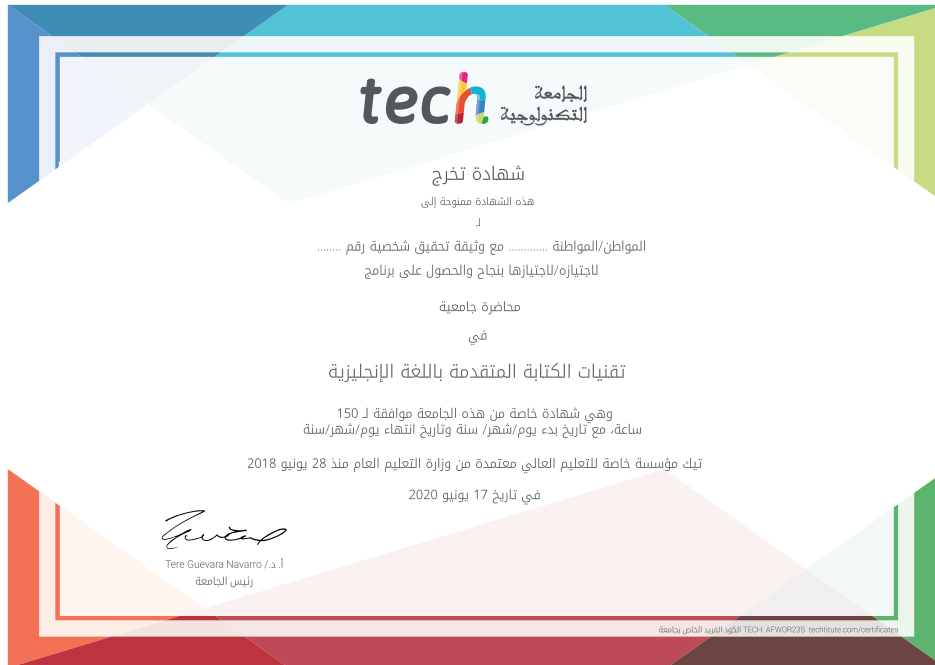 tech الجامعة
التكنولوجية
شهادة تخرج
هذه الشهادة ممنوحة إلى
لـ
المواطن/المواطنة ............ مع وثيقة تحقيق شخصية رقم ........
لاجتيازه/لاجتيازها بنجاح والحصول على برنامج
محاضرة جامعية
في
تقنيات الكتابة المتقدمة باللغة الإنجليزية
وهي شهادة خاصة من هذه الجامعة موافقة لـ 150
ساعة، مع تاريخ بدء يوم/شهر/ سنة وتاريخ انتهاء يوم/شهر/سنة
تيك مؤسسة خاصة للتعليم العالي معتمدة من وزارة التعليم العام منذ 28 يونيو 2018
في تاريخ 17 يونيو 2020
أ. د./ Tere Guevara Navarro
رئيس الجامعة
الكود الفريد الخاص بجامعة TECH: AFWOR23S techtitute.com/certificates